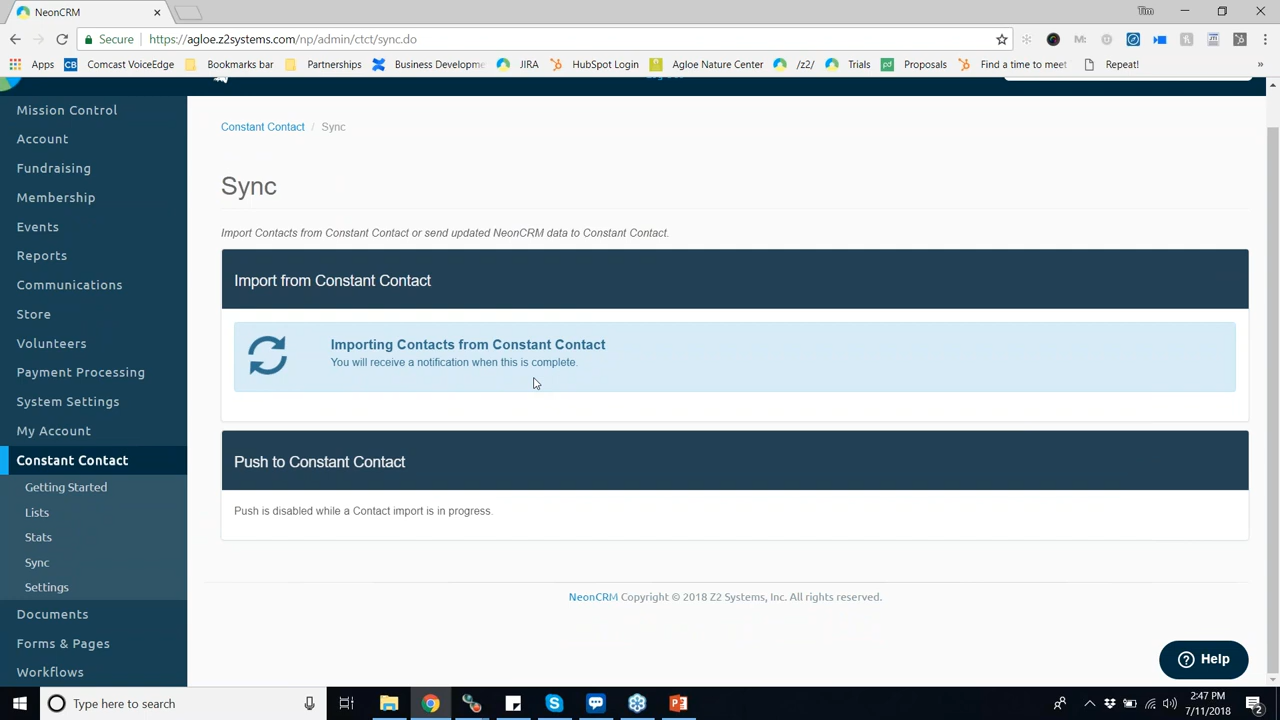 NeonCRM
Tim
Secure
https://agloe.z2systems.com/np/admin/ctct/sync.do
Apps
Comcast VoiceEdge
Bookmarks bar
Partnerships
Business Developme
JIRA
HubSpot Login
Agloe Nature Center
/z2/
Trials
Proposals
Find a time to meet
Repeat!
»
Mission Control
Account
Fundraising
Membership
Events
Reports
Communications
Store
Volunteers
Payment Processing
System Settings
My Account
Constant Contact
Getting Started
Lists
Stats
Sync
Settings
Documents
Forms & Pages
Workflows
Constant Contact / Sync
Sync
Import Contacts from Constant Contact or send updated NeonCRM data to Constant Contact.
Import from Constant Contact
Importing Contacts from Constant Contact
You will receive a notification when this is complete.
Push to Constant Contact
Push is disabled while a Contact import is in progress.
NeonCRM Copyright © 2018 Z2 Systems, Inc. All rights reserved.
Help
Type here to search
2:47 PM
7/11/2018
2